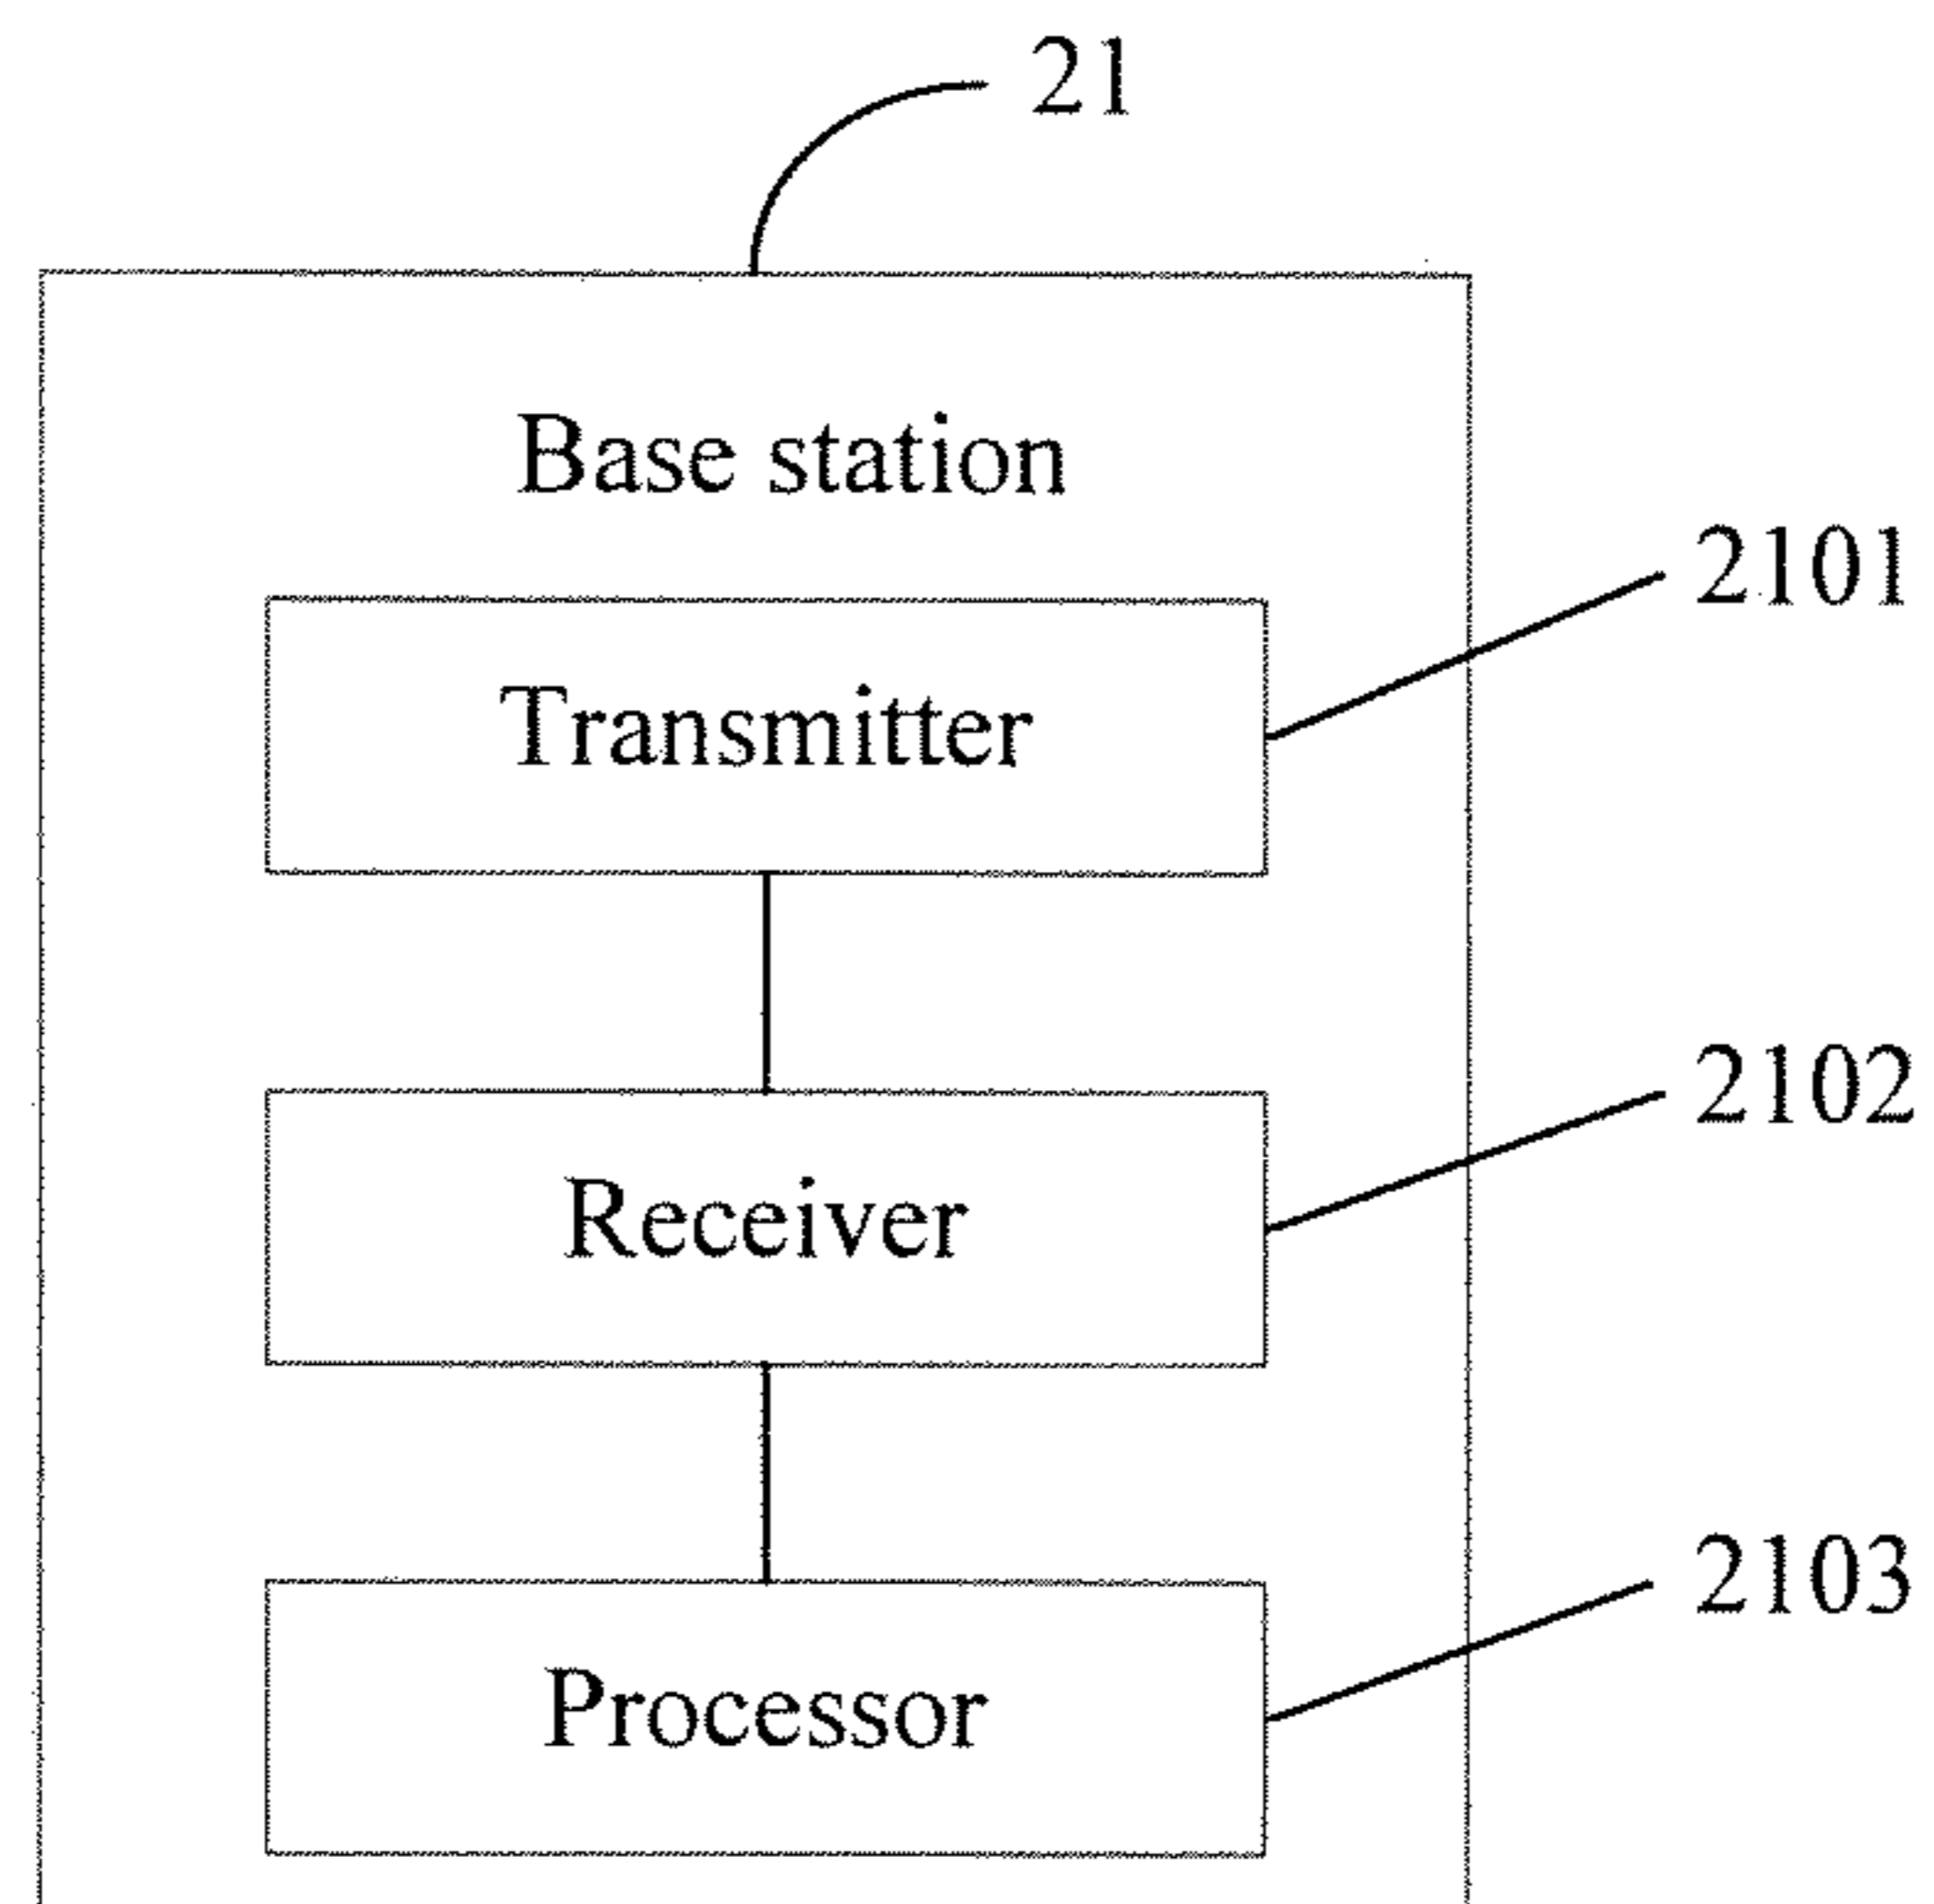 21
Base station
2101
Transmitter
2102
Receiver
2103
Processor